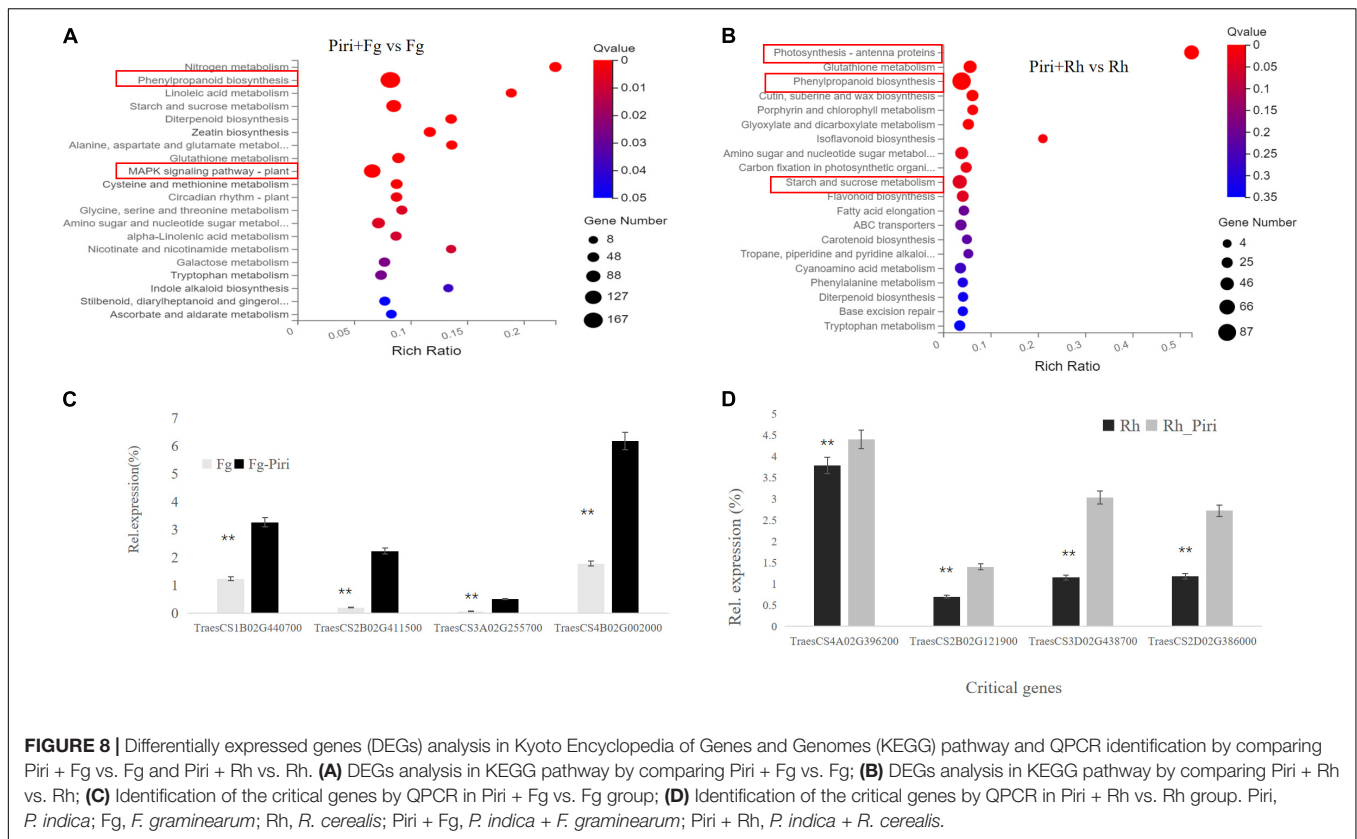 A
Piri+Fg vs Fg
Nitrogen metabolism
Phenylpropanoid biosynthesis
Linoleic acid metabolism
Starch and sucrose metabolism
Diterpenoid biosynthesis
Zeatin biosynthesis
Alanine, aspartate and glutamate metabol...
Glutathione metabolism
MAPK signaling pathway - plant
Cysteine and methionine metabolism
Circadian rhythm - plant
Glycine, serine and threonine metabolism
Amino sugar and nucleotide sugar metabol...
alpha-Linolenic acid metabolism
Nicotinate and nicotinamide metabolism
Galactose metabolism
Tryptophan metabolism
Indole alkaloid biosynthesis
Stilbenoid, diarylheptanoid and gingerol...
Ascorbate and aldarate metabolism
0 0.05 0.1 0.15 0.2
Rich Ratio
Qvalue
0
0.01
0.02
0.03
0.04
0.05
Gene Number
8
48
88
127
167
B
Piri+Rh vs Rh
Photosynthesis - antenna proteins
Glutathione metabolism
Phenylpropanoid biosynthesis
Cutin, suberine and wax biosynthesis
Porphyrin and chlorophyll metabolism
Glyoxylate and dicarboxylate metabolism
Isoflavonoid biosynthesis
Amino sugar and nucleotide sugar metabol...
Carbon fixation in photosynthetic organi...
Starch and sucrose metabolism
Flavonoid biosynthesis
Fatty acid elongation
ABC transporters
Carotenoid biosynthesis
Tropane, piperidine and pyridine alkaloi...
Cyanoamino acid metabolism
Phenylalanine metabolism
Diterpenoid biosynthesis
Base excision repair
Tryptophan metabolism
0 0.1 0.2 0.3 0.4 0.5
Rich Ratio
Qvalue
0
0.05
0.1
0.15
0.2
0.25
0.3
0.35
Gene Number
4
25
46
66
87
C
Rel.expression(%)
7
6
5
4
3
2
1
0
Fg Fg-Piri
** ** ** **
TraesCS1B02G440700 TraesCS2B02G411500 TraesCS3A02G255700 TraesCS4B02G002000
D
Rel. expression (%)
5
4.5
4
3.5
3
2.5
2
1.5
1
0.5
0
Rh Rh_Piri
** ** ** **
TraesCS4A02G396200 TraesCS2B02G121900 TraesCS3D02G438700 TraesCS2D02G386000
Critical genes
FIGURE 8 | Differentially expressed genes (DEGs) analysis in Kyoto Encyclopedia of Genes and Genomes (KEGG) pathway and QPCR identification by comparing
Piri + Fg vs. Fg and Piri + Rh vs. Rh. (A) DEGs analysis in KEGG pathway by comparing Piri + Fg vs. Fg; (B) DEGs analysis in KEGG pathway by comparing Piri + Rh
vs. Rh; (C) Identification of the critical genes by QPCR in Piri + Fg vs. Fg group; (D) Identification of the critical genes by QPCR in Piri + Rh vs. Rh group. Piri,
P. indica; Fg, F. graminearum; Rh, R. cerealis; Piri + Fg, P. indica + F. graminearum; Piri + Rh, P. indica + R. cerealis.